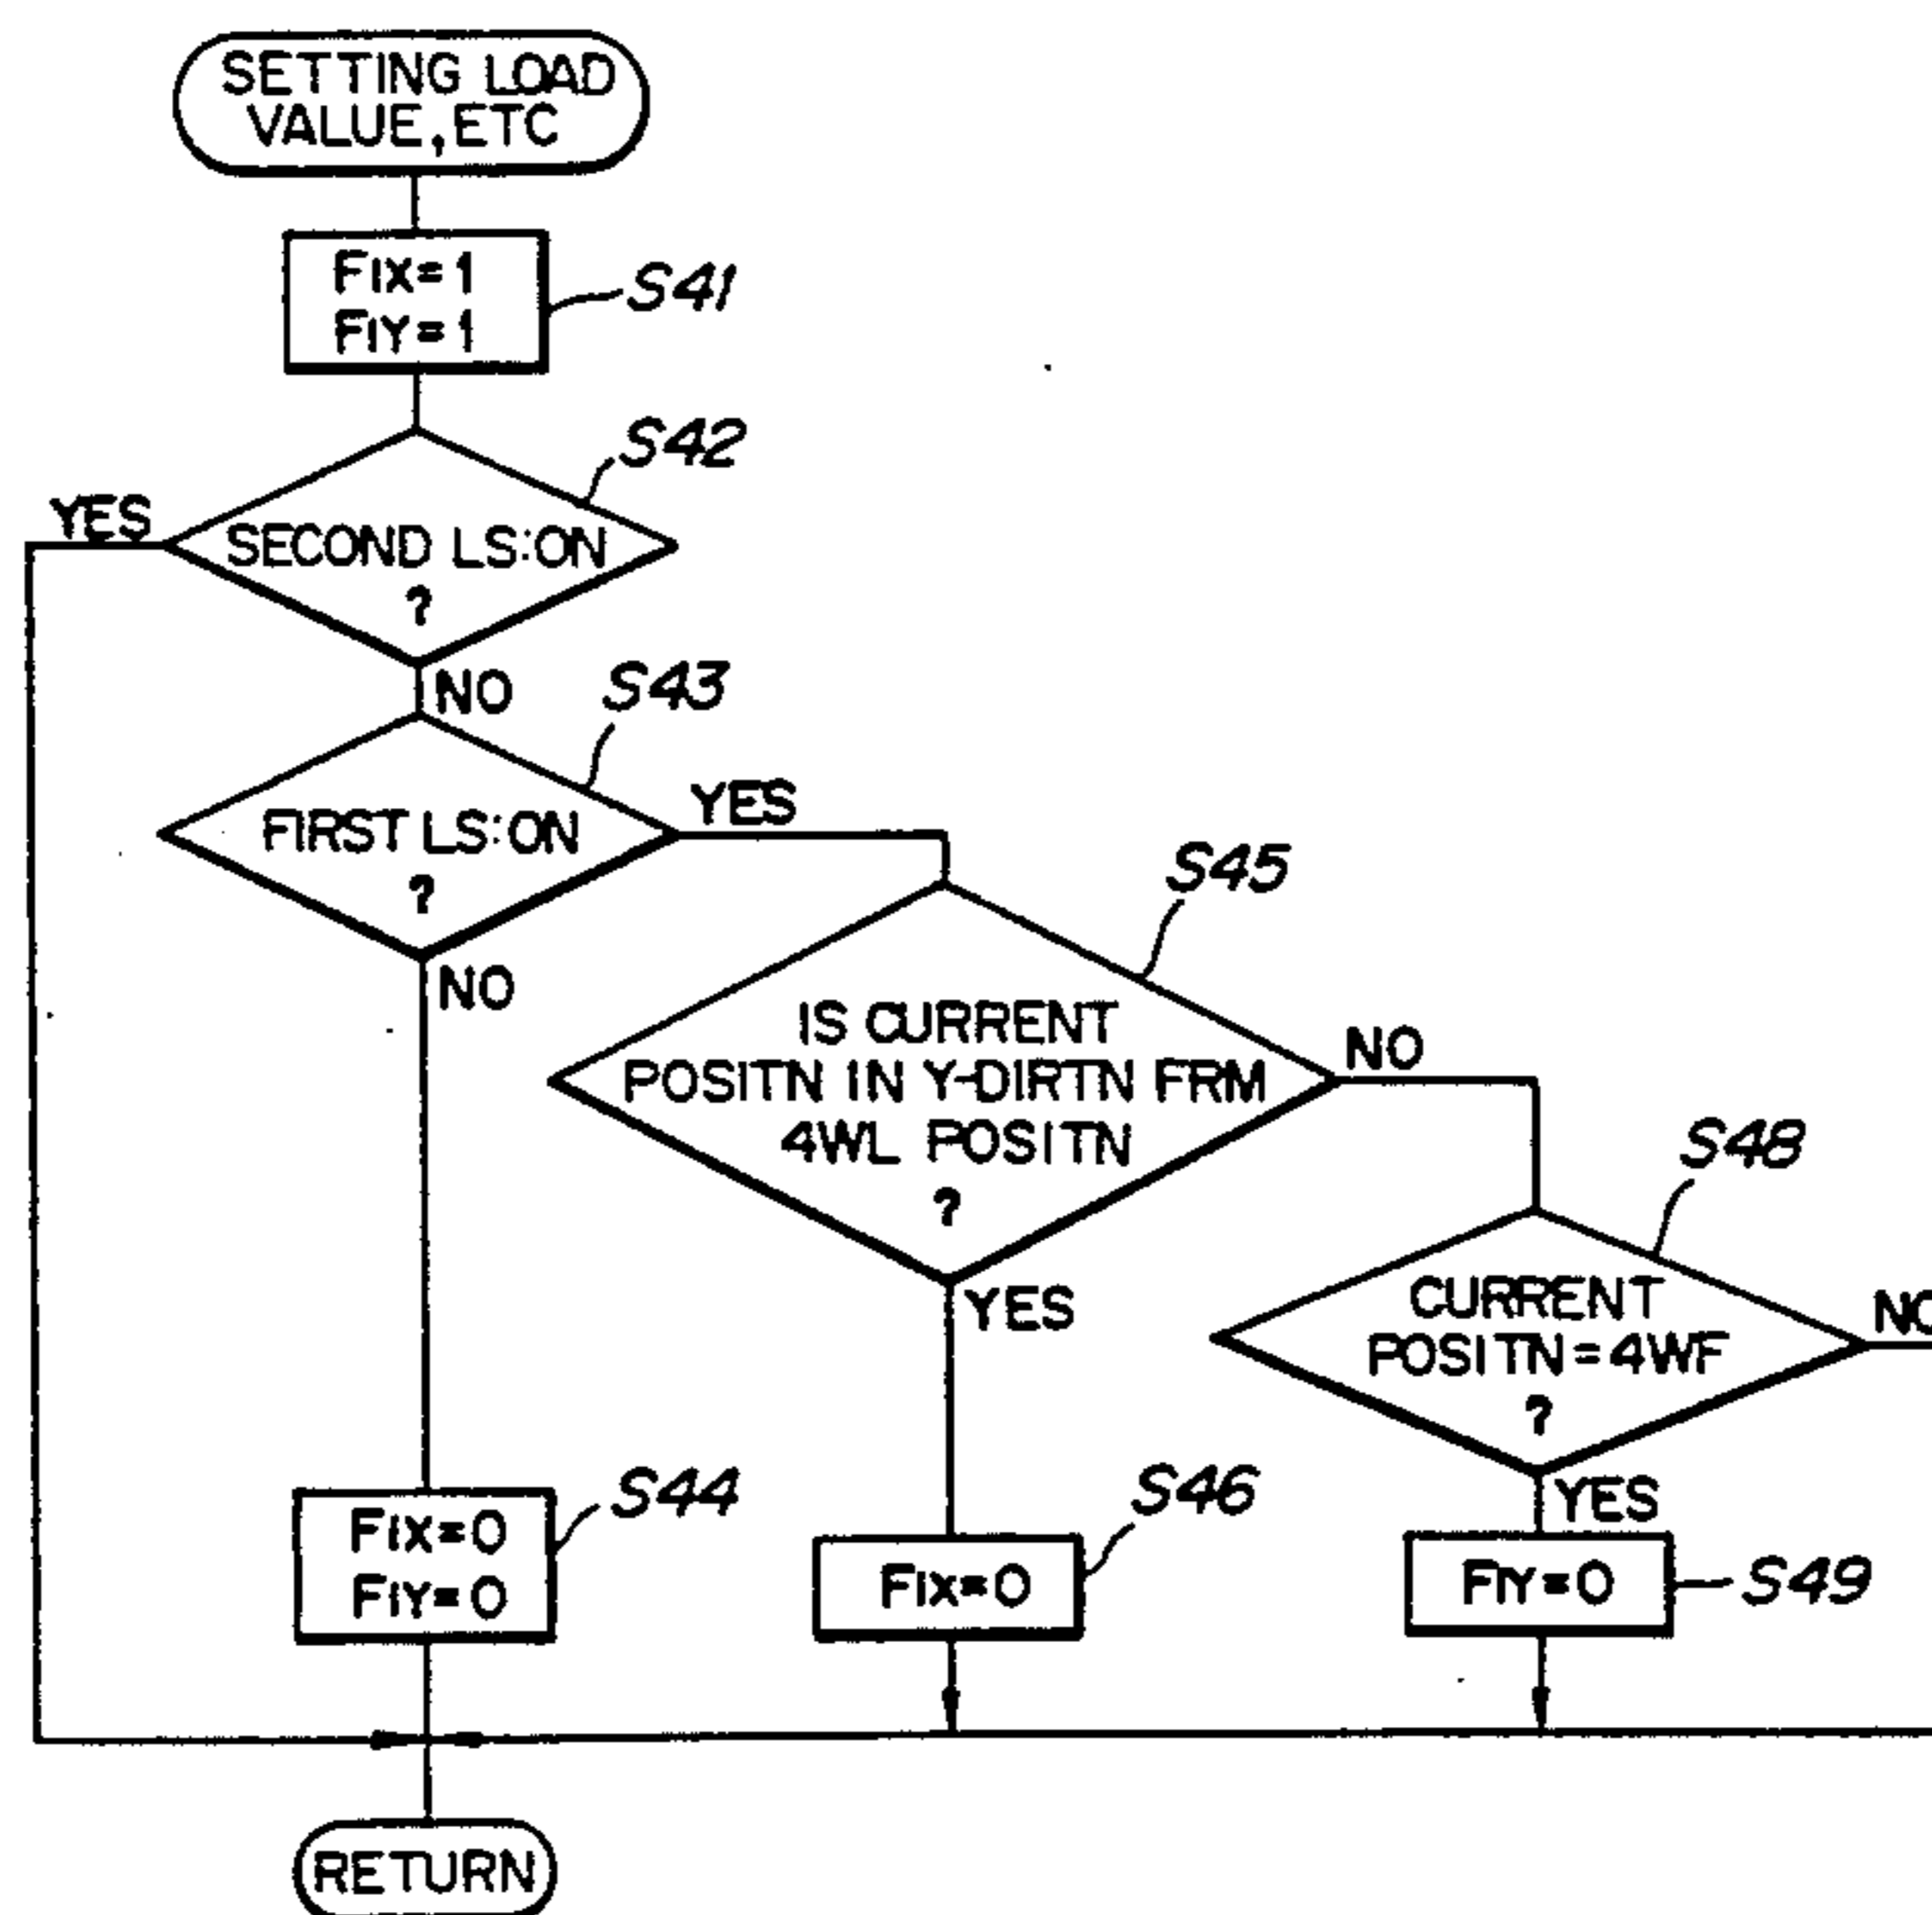 SETTING LOAD
VALUE, ETC
FIX=1
FIY=1
S41
S42
YES
SECOND LS:ON
?
NO
S43
FIRST LS:ON
?
YES
NO
S45
IS CURRENT
POSITN IN Y-DIRTN FRM
4WL POSITN
?
NO
YES
S48
CURRENT
POSITN=4WF
?
NO
YES
S44
FIX=0
FIY=0
S46
FIX=0
S49
FIY=0
RETURN